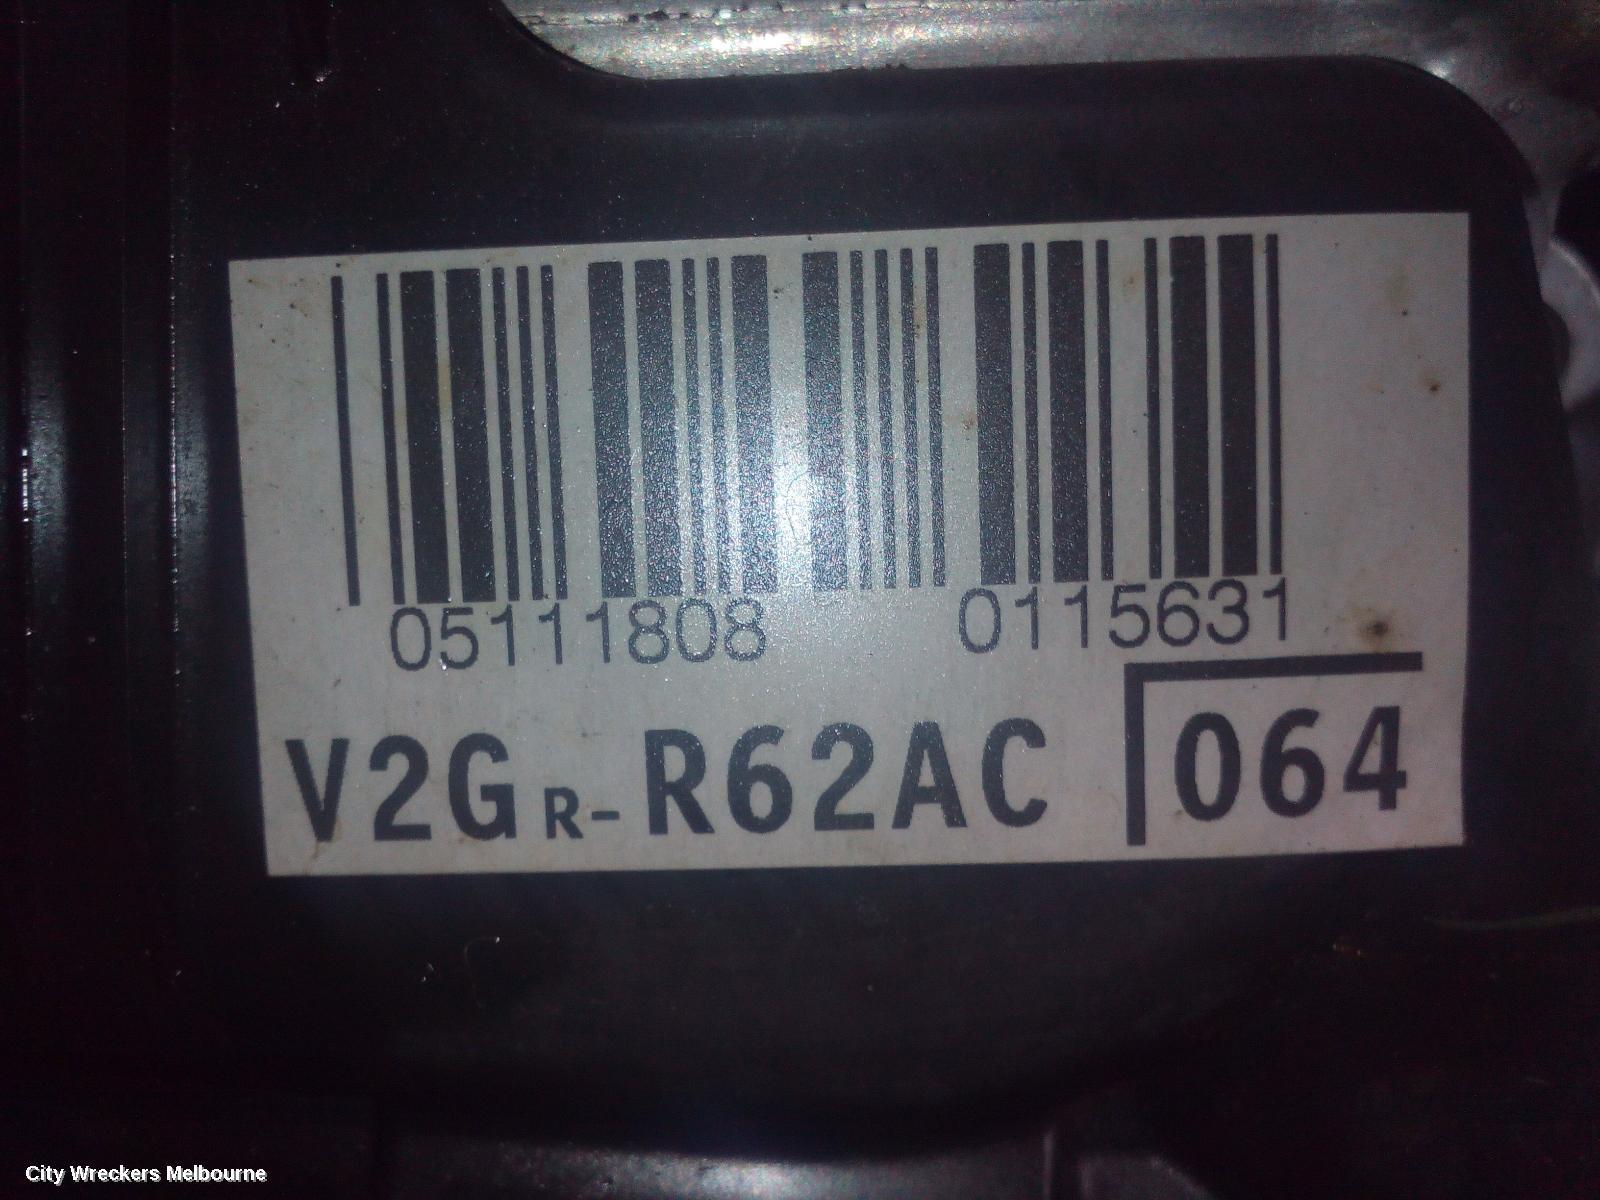 05111808 0115631
V2GR-R62AC 064
City Wreckers Melbourne